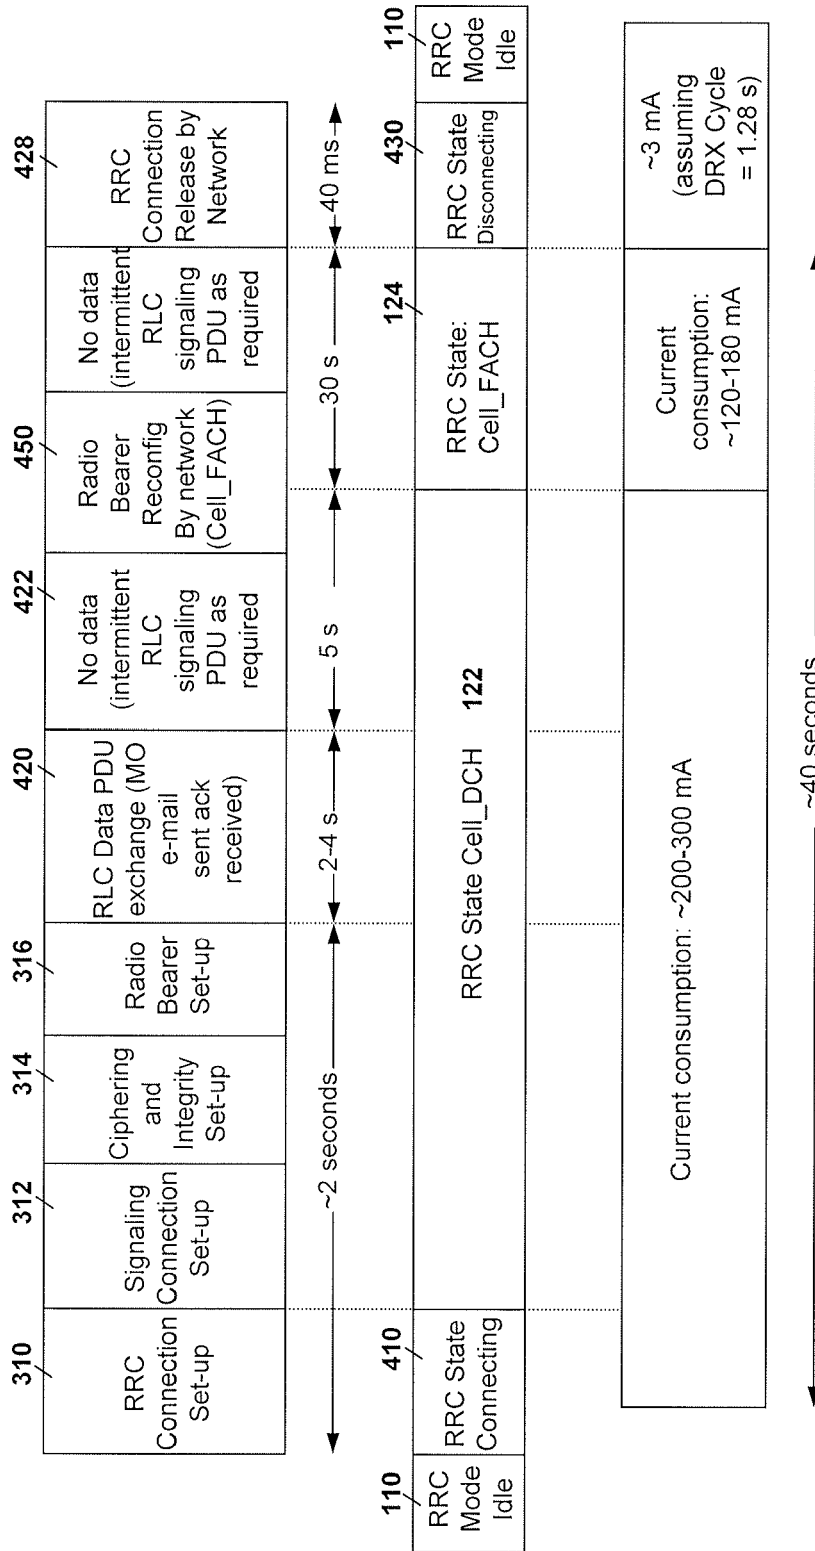 310
312
314
316
420
422
450
428
RRC
Connection
Set-up
Signaling
Connection
Set-up
Ciphering
and
Integrity
Set-up
Radio
Bearer
Set-up
RLC Data PDU
exchange (MO
e-mail
sent ack
received)
No data
(intermittent
RLC
signaling
PDU as
required
Radio
Bearer
Reconfig
By network
(Cell_FACH)
No data
(intermittent
RLC
signaling
PDU as
required
RRC
Connection
Release by
Network
~2 seconds
2-4 s
5 s
30 s
40 ms
110
410
124
430
110
RRC
Mode
Idle
RRC State
Connecting
RRC State Cell_DCH 122
RRC State:
Cell_FACH
RRC State
Disconnecting
RRC
Mode
Idle
Current consumption: ~200-300 mA
Current
consumption:
~120-180 mA
~3 mA
(assuming
DRX Cycle
= 1.28 s)
~40 seconds